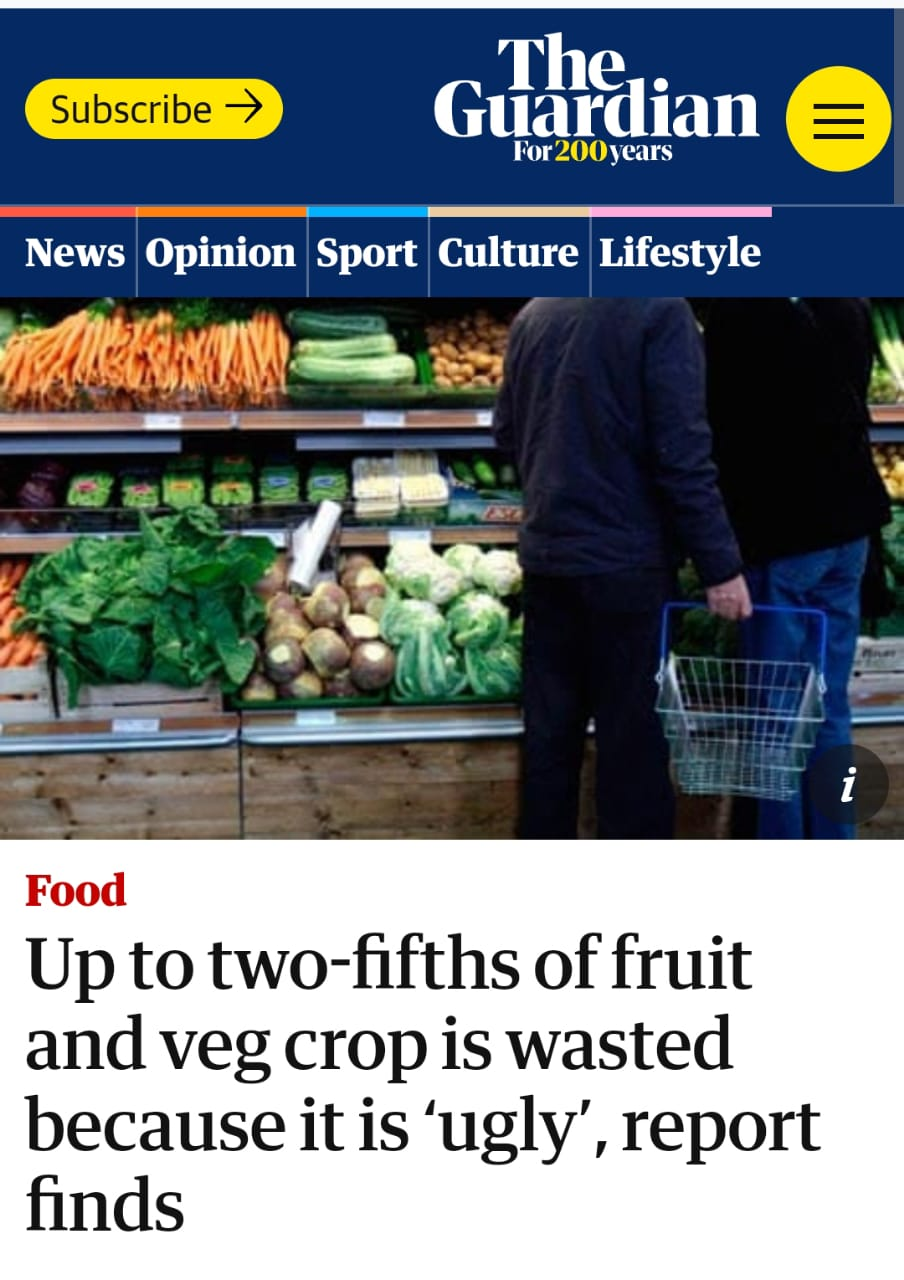 Subscribe →
The
Guardian
For 200 years
News
Opinion
Sport
Culture
Lifestyle
i
Food
Up to two-fifths of fruit
and veg crop is wasted
because it is ‘ugly’, report
finds